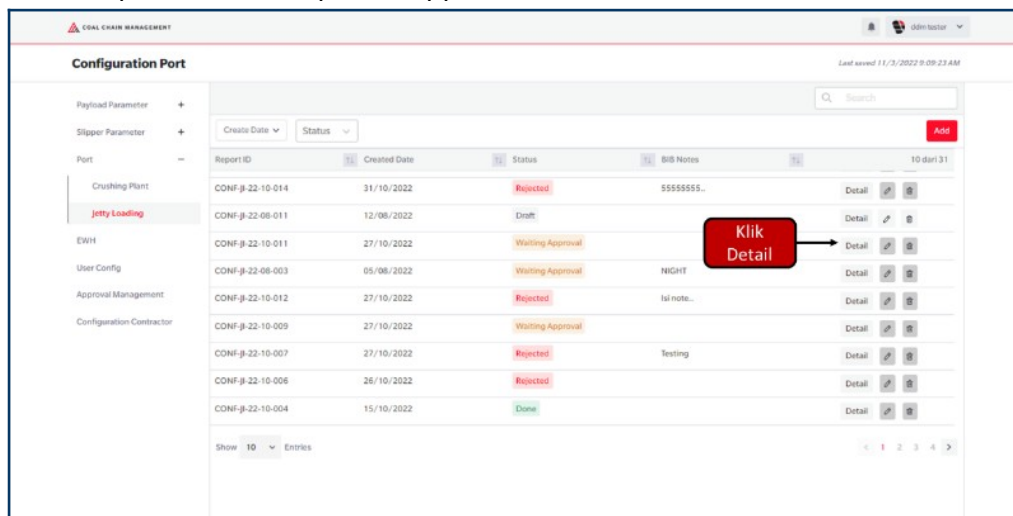 COAL CHAIN MANAGEMENT
ddm tester
Configuration Port
Last saved 11/3/2022 9:09:23 AM
Payload Parameter +
Search
Slipper Parameter +
Create Date
Status
Add
Port −
Report ID Created Date Status BIB Notes 10 dari 31
Crushing Plant
CONF-JI-22-10-014 31/10/2022 Rejected 55555555.. Detail
Jetty Loading
CONF-JI-22-08-011 12/08/2022 Draft Detail
Klik
Detail
EWH
CONF-JI-22-10-011 27/10/2022 Waiting Approval Detail
User Config
CONF-JI-22-08-003 05/08/2022 Waiting Approval NIGHT Detail
Approval Management
CONF-JI-22-10-012 27/10/2022 Rejected Isi note.. Detail
Configuration Contractor
CONF-JI-22-10-009 27/10/2022 Waiting Approval Detail
CONF-JI-22-10-007 27/10/2022 Rejected Testing Detail
CONF-JI-22-10-006 26/10/2022 Rejected Detail
CONF-JI-22-10-004 15/10/2022 Done Detail
Show 10 Entries
< 1 2 3 4 >